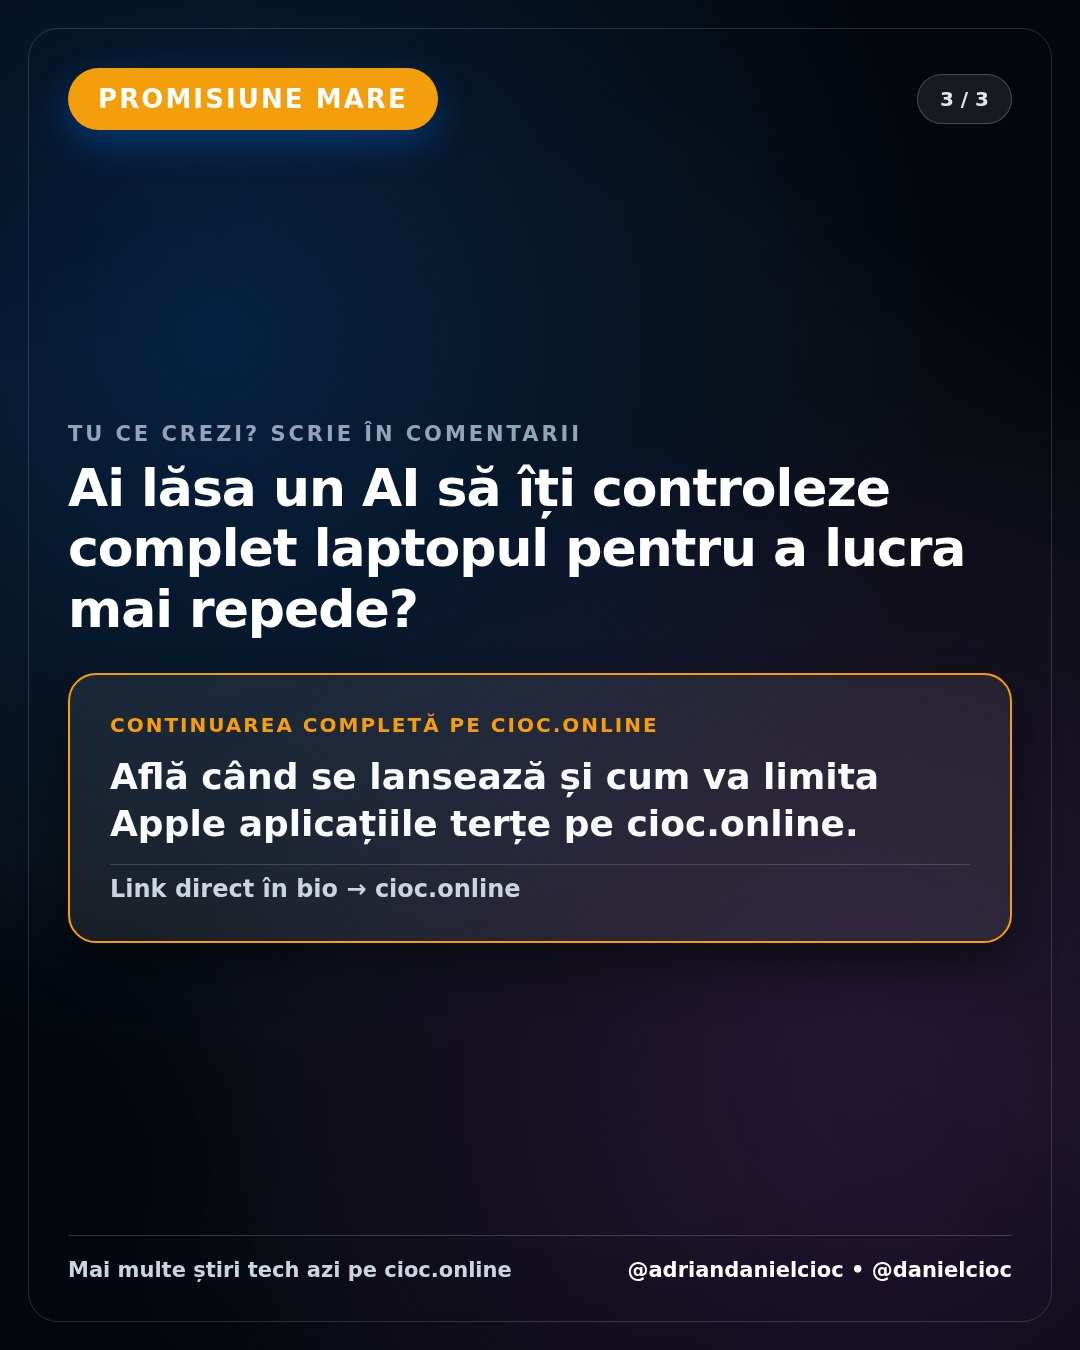 PROMISIUNE MARE
3 / 3
TU CE CREZI? SCRIE ÎN COMENTARII
Ai lăsa un AI să îți controleze
complet laptopul pentru a lucra
mai repede?
CONTINUAREA COMPLETĂ PE CIOC.ONLINE
Află când se lansează și cum va limita
Apple aplicațiile terțe pe cioc.online.
Link direct în bio → cioc.online
Mai multe știri tech azi pe cioc.online
@adriandanielcioc • @danielcioc